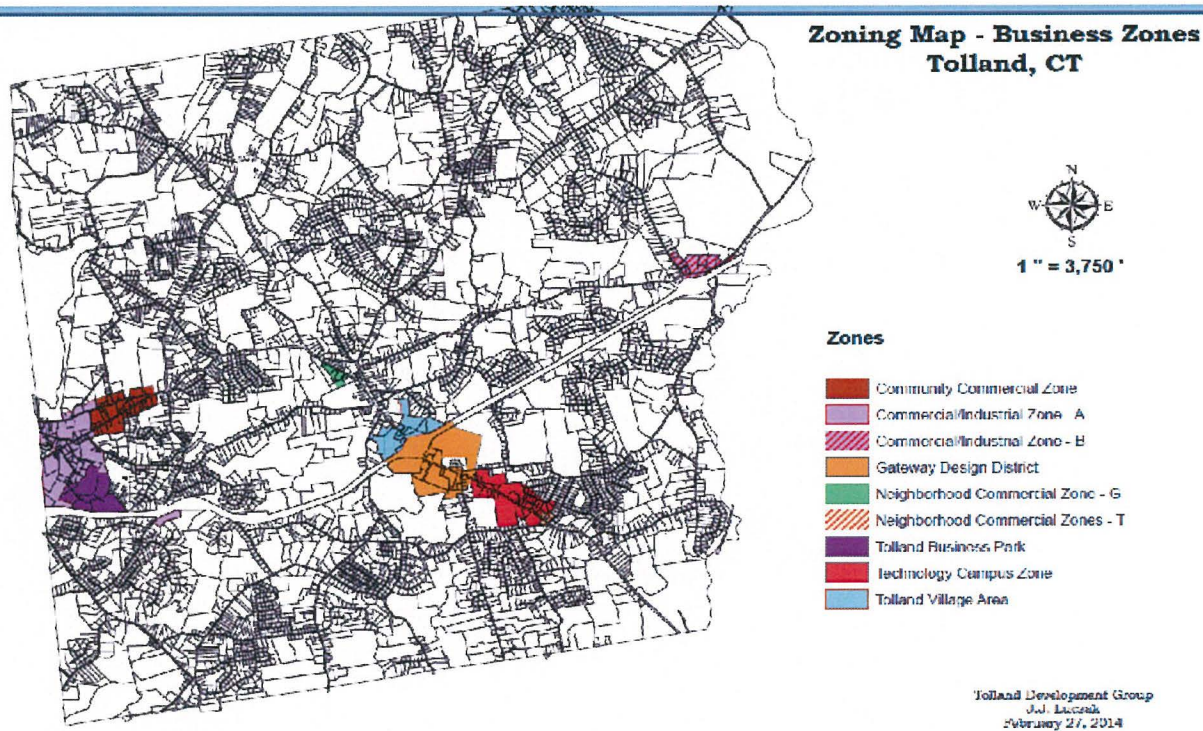 Zoning Map - Business Zones
Tolland, CT
N
W E
S
1 " = 3,750 '
Zones
Community Commercial Zone
Commercial/Industrial Zone - A
Commercial/Industrial Zone - B
Gateway Design District
Neighborhood Commercial Zone - G
Neighborhood Commercial Zones - T
Tolland Business Park
Technology Campus Zone
Tolland Village Area
Tolland Development Group
J.J. Luczak
February 27, 2014